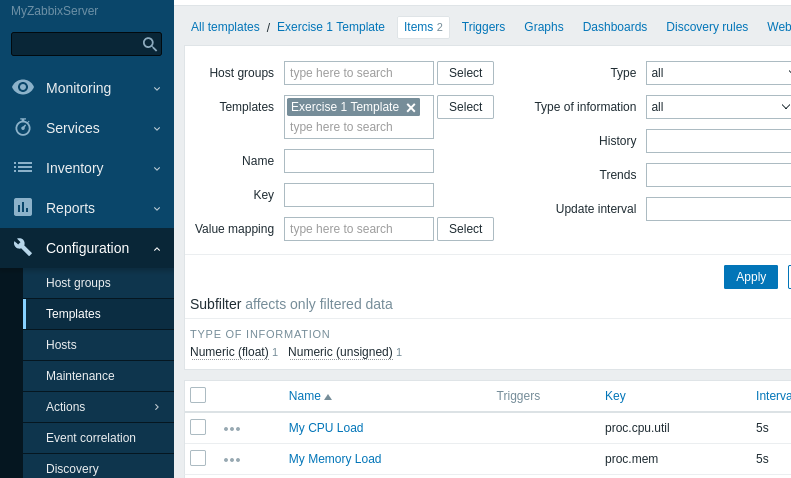 MyZabbixServer
Monitoring
Services
Inventory
Reports
Configuration
Host groups
Templates
Hosts
Maintenance
Actions
Event correlation
Discovery
All templates / Exercise 1 Template Items 2 Triggers Graphs Dashboards Discovery rules Web
Host groups type here to search Select Type all
Templates Exercise 1 Template Select Type of information all
type here to search
History
Name
Trends
Key
Update interval
Value mapping type here to search Select
Apply
Subfilter affects only filtered data
TYPE OF INFORMATION
Numeric (float) 1 Numeric (unsigned) 1
Name Triggers Key Interva
My CPU Load proc.cpu.util 5s
My Memory Load proc.mem 5s